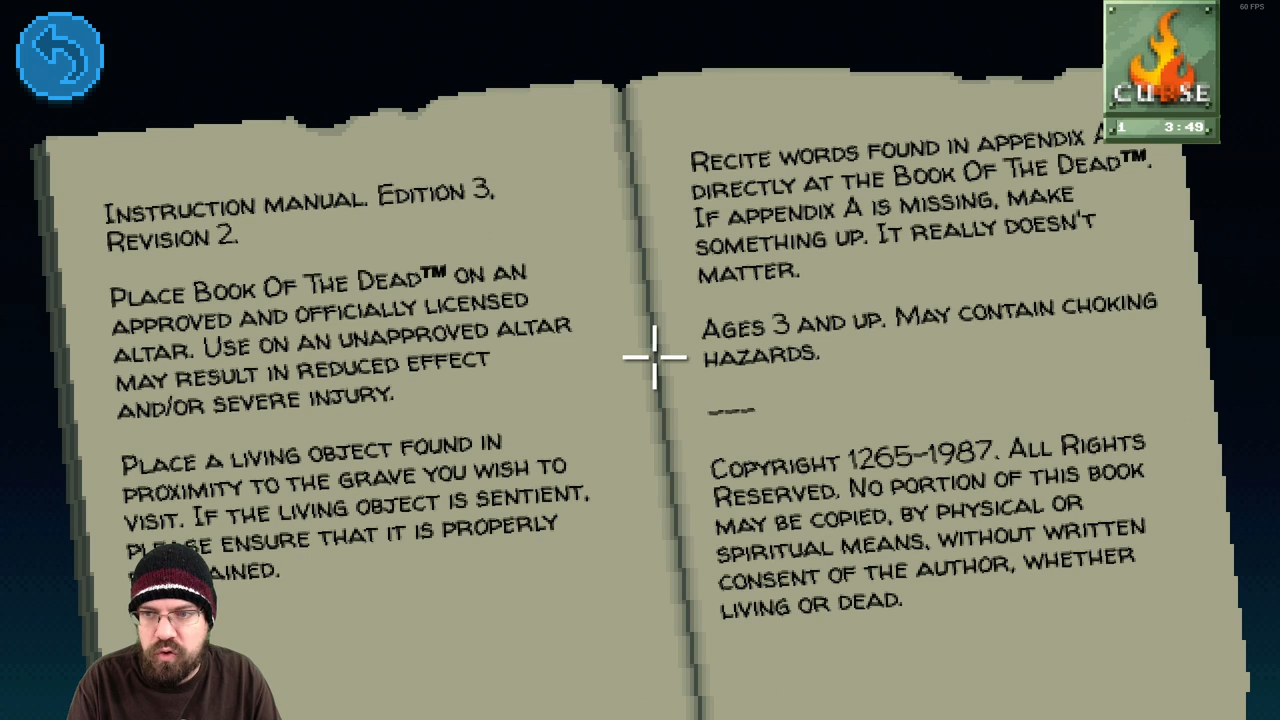 60 FPS
CURSE
1 3:49
Instruction manual. Edition 3,
Revision 2.
Place Book Of The Dead™ on an
approved and officially licensed
altar. Use on an unapproved altar
may result in reduced effect
and/or severe injury.
Place a living object found in
proximity to the grave you wish to
visit. If the living object is sentient,
please ensure that it is properly
Recite words found in appendix A
directly at the Book Of The Dead™.
If appendix A is missing, make
something up. It really doesn't
matter.
Ages 3 and up. May contain choking
hazards.
---
Copyright 1265-1987. All Rights
Reserved. No portion of this book
may be copied, by physical or
spiritual means, without written
consent of the author, whether
living or dead.